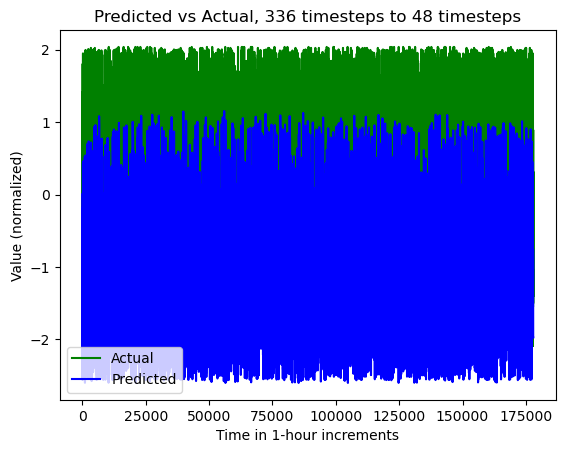 Predicted vs Actual, 336 timesteps to 48 timesteps
Value (normalized)
2
1
0
−1
−2
Actual
Predicted
0 25000 50000 75000 100000 125000 150000 175000
Time in 1-hour increments